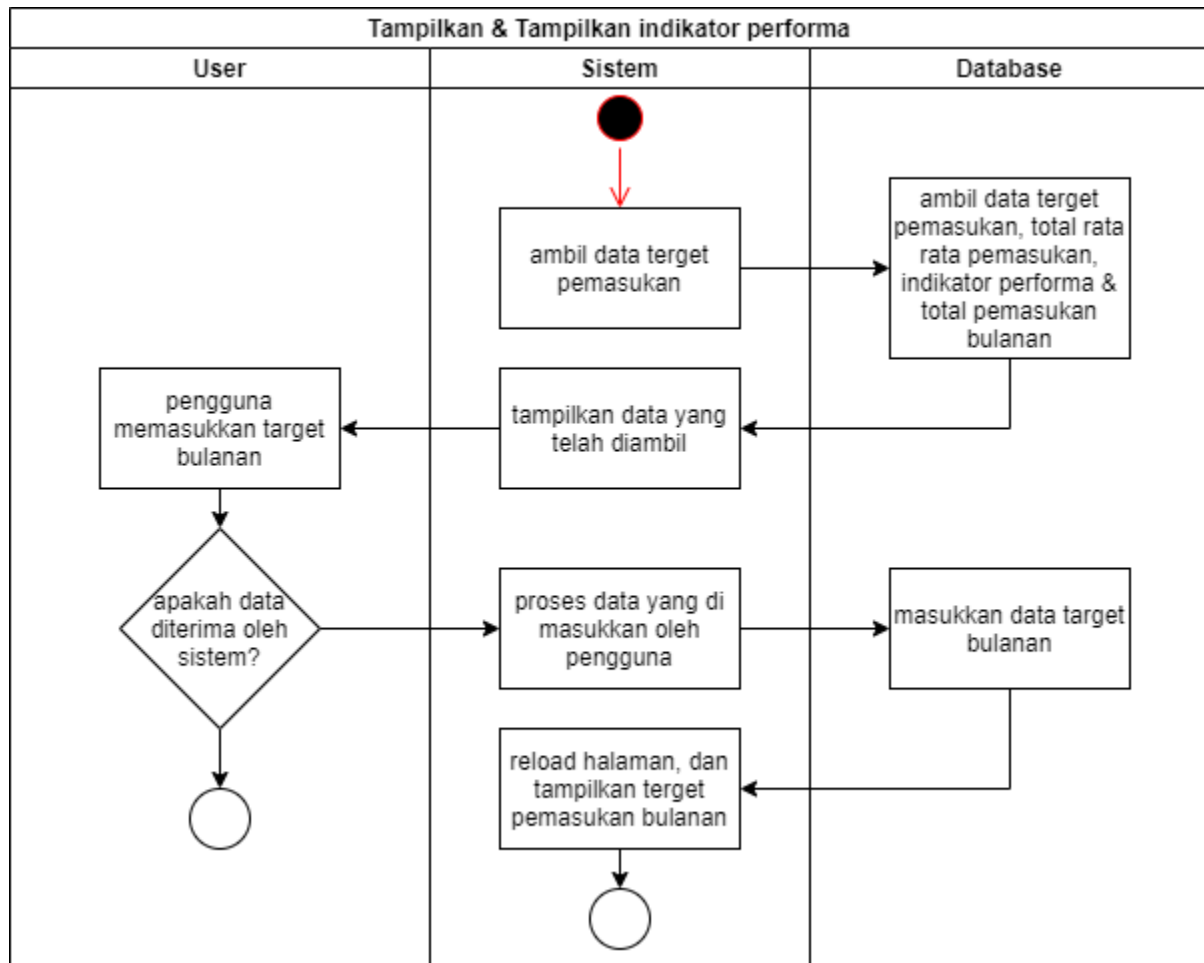 Tampilkan & Tampilkan indikator performa
User
Sistem
Database
ambil data terget
pemasukan
ambil data terget
pemasukan, total rata
rata pemasukan,
indikator performa &
total pemasukan
bulanan
pengguna
memasukkan target
bulanan
tampilkan data yang
telah diambil
apakah data
diterima oleh
sistem?
proses data yang di
masukkan oleh
pengguna
masukkan data target
bulanan
reload halaman, dan
tampilkan terget
pemasukan bulanan